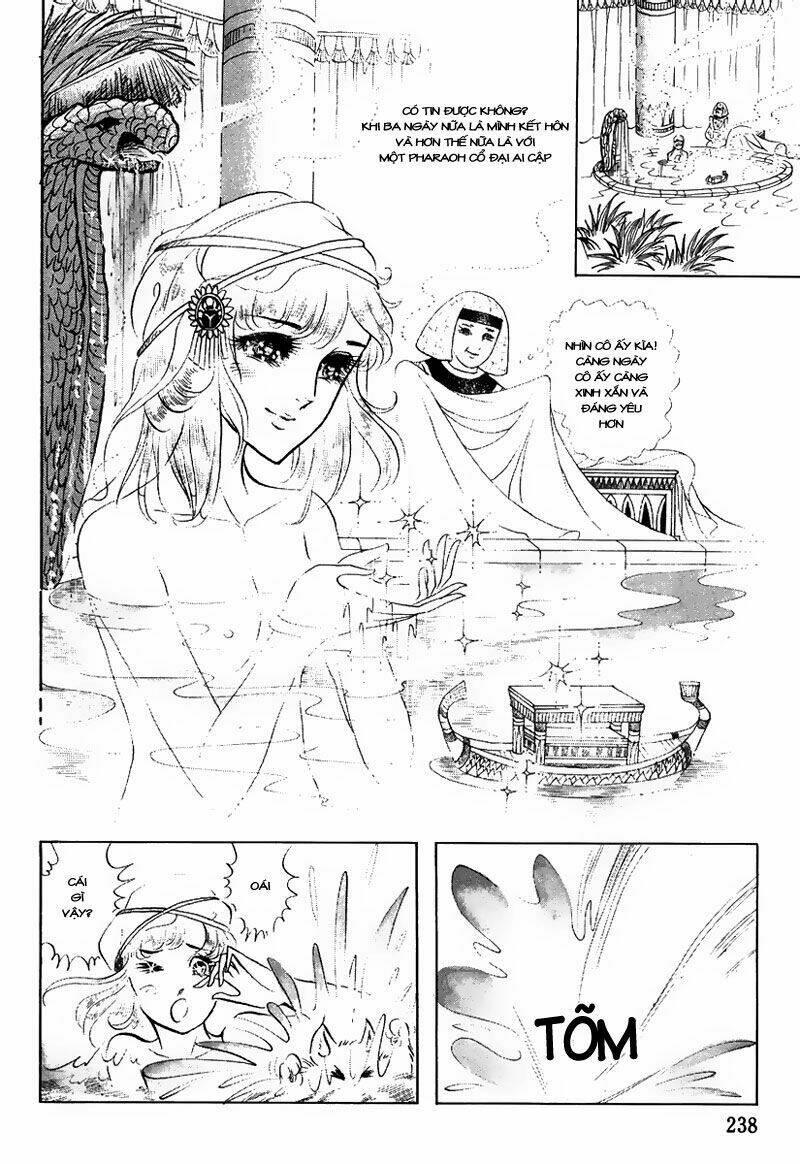 CÓ TIN ĐƯỢC KHÔNG?
KHI BA NGÀY NỮA LÀ MÌNH KẾT HÔN
VÀ HƠN THẾ NỮA LÀ VỚI
MỘT PHARAOH CỔ ĐẠI AI CẬP
NHÌN CÔ ẤY KÌA!
CÀNG NGÀY
CÔ ẤY CÀNG
XINH XẮN VÀ
ĐÁNG YÊU
HƠN
CÁI
GÌ
VẬY?
OÁI
TÕM
238